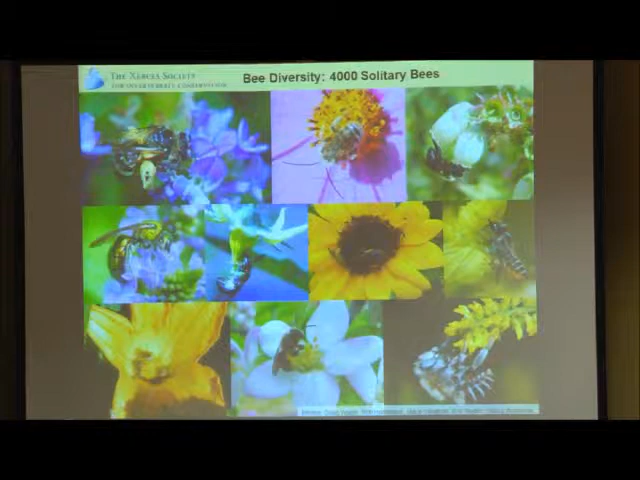 THE XERCES SOCIETY
FOR INVERTEBRATE CONSERVATION
Bee Diversity: 4000 Solitary Bees